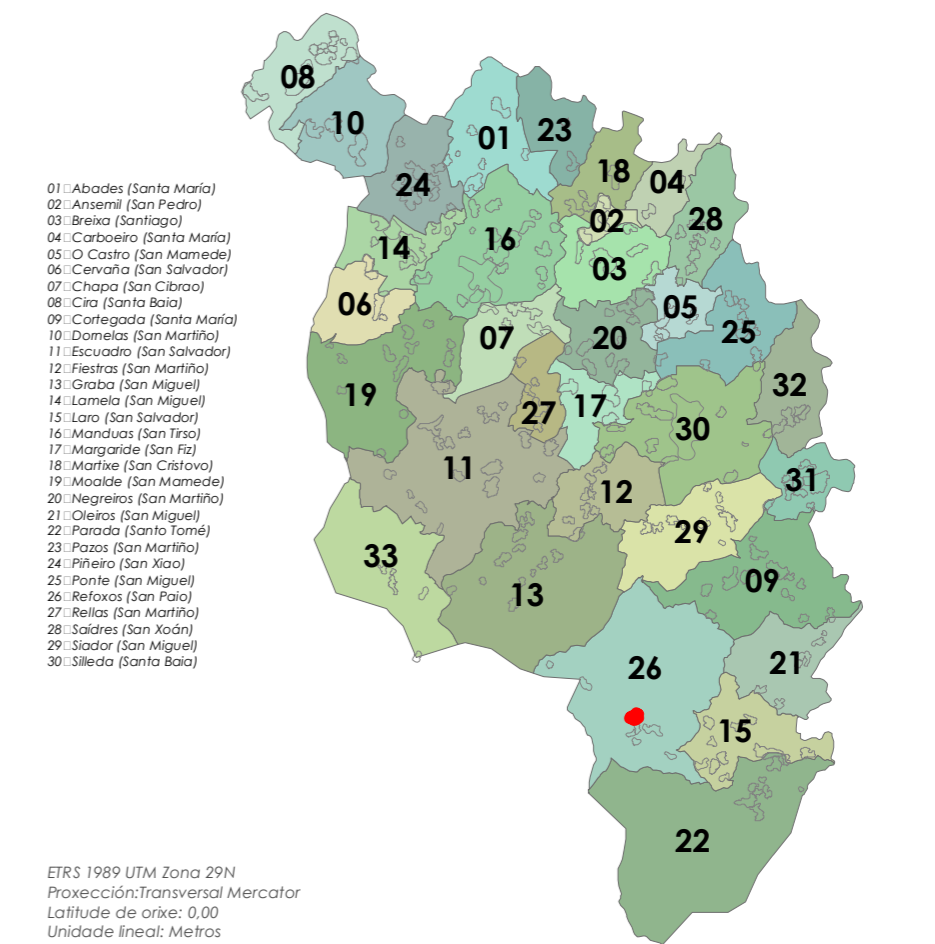 08
10
01
23
18
04
24
02
28
14
16
03
06
05
07
20
25
19
27
17
32
30
11
12
31
29
33
13
09
26
21
15
22
01 Abades (Santa María)
02 Ansemil (San Pedro)
03 Breixa (Santiago)
04 Carboeiro (Santa María)
05 O Castro (San Mamede)
06 Cervaña (San Salvador)
07 Chapa (San Cibrao)
08 Cira (Santa Baia)
09 Cortegada (Santa María)
10 Dornelas (San Martiño)
11 Escuadro (San Salvador)
12 Fiestras (San Martiño)
13 Graba (San Miguel)
14 Lamela (San Miguel)
15 Laro (San Salvador)
16 Manduas (San Tirso)
17 Margaride (San Fiz)
18 Martixe (San Cristovo)
19 Moalde (San Mamede)
20 Negreiros (San Martiño)
21 Oleiros (San Miguel)
22 Parada (Santo Tomé)
23 Pazos (San Martiño)
24 Piñeiro (San Xiao)
25 Ponte (San Miguel)
26 Refoxos (San Paio)
27 Rellas (San Martiño)
28 Saídres (San Xoán)
29 Siador (San Miguel)
30 Silleda (Santa Baia)
ETRS 1989 UTM Zona 29N
Proxección:Transversal Mercator
Latitude de orixe: 0,00
Unidade lineal: Metros